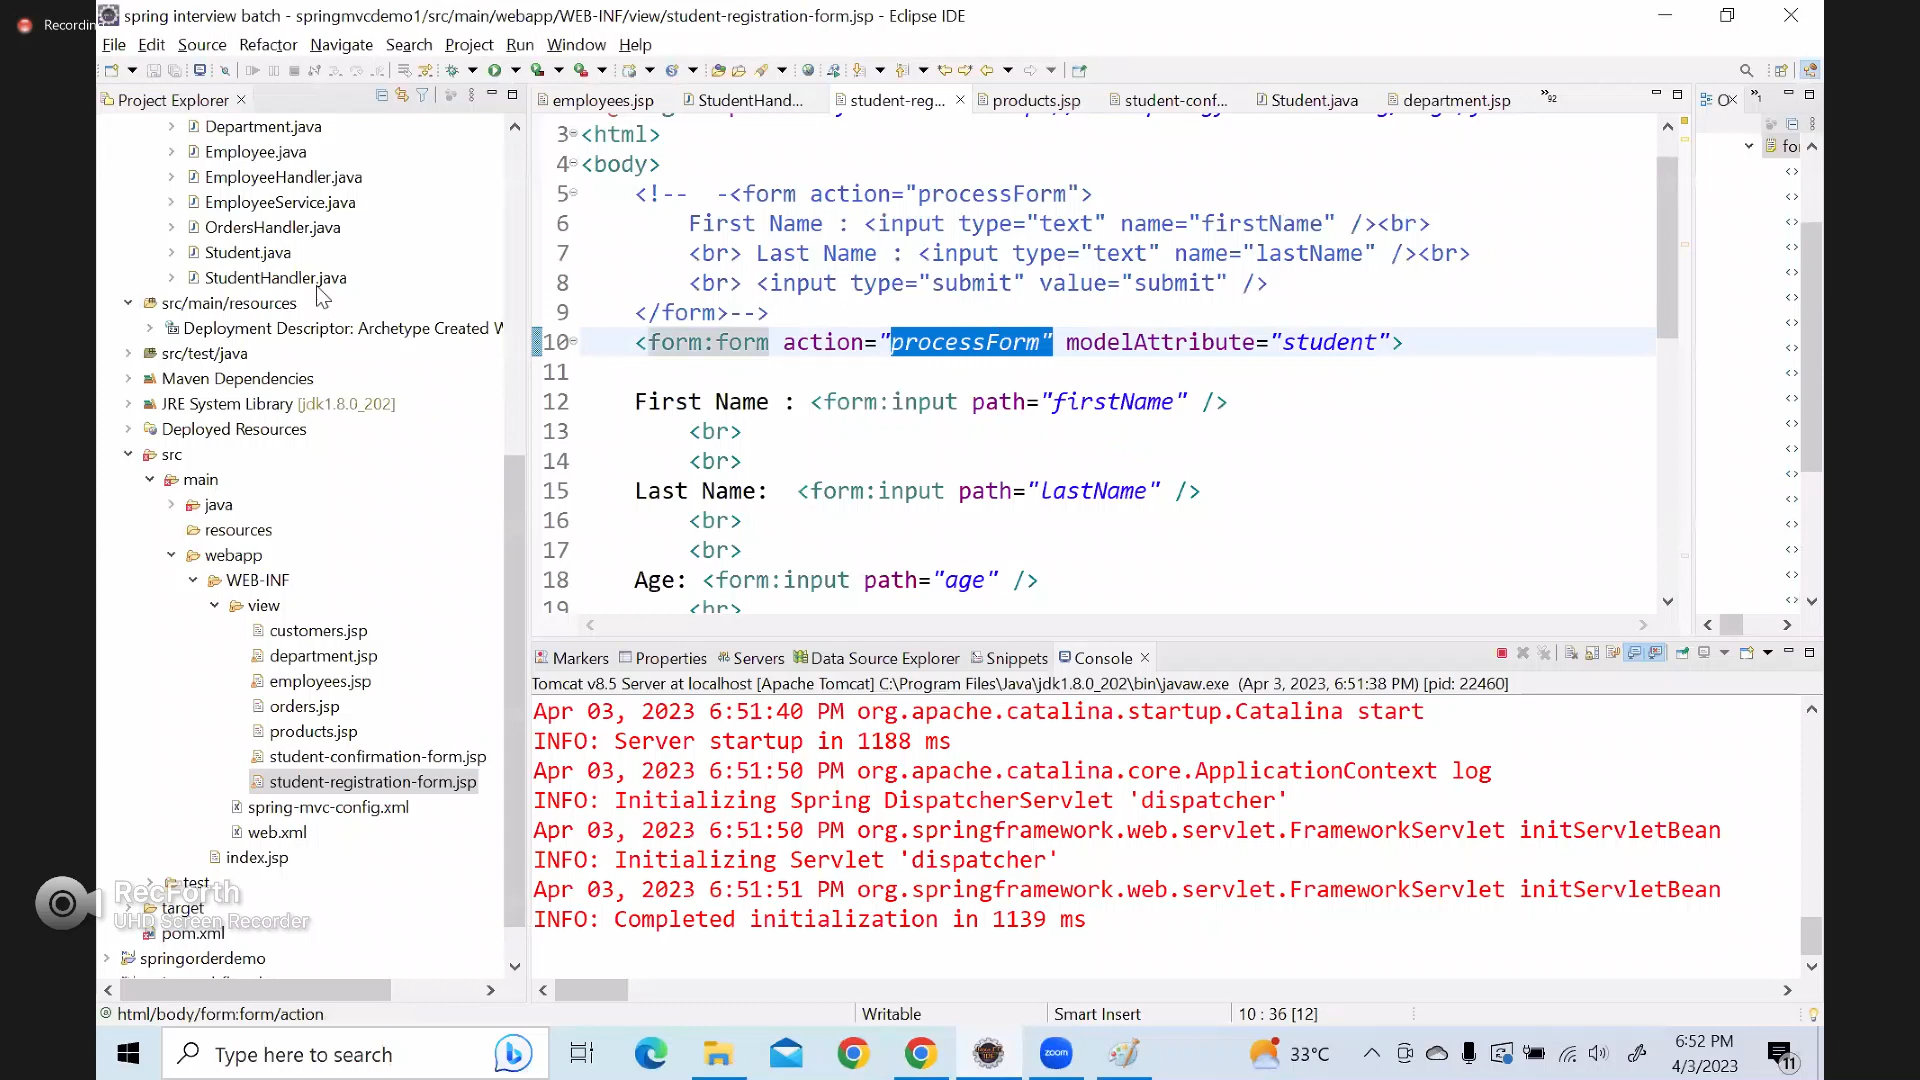 Recording
spring interview batch - springmvcdemo1/src/main/webapp/WEB-INF/view/student-registration-form.jsp - Eclipse IDE
File Edit Source Refactor Navigate Search Project Run Window Help
Project Explorer
Department.java
Employee.java
EmployeeHandler.java
EmployeeService.java
OrdersHandler.java
Student.java
StudentHandler.java
src/main/resources
Deployment Descriptor: Archetype Created W
src/test/java
Maven Dependencies
JRE System Library [jdk1.8.0_202]
Deployed Resources
src
main
java
resources
webapp
WEB-INF
view
customers.jsp
department.jsp
employees.jsp
orders.jsp
products.jsp
student-confirmation-form.jsp
student-registration-form.jsp
spring-mvc-config.xml
web.xml
index.jsp
test
target
pom.xml
springorderdemo
employees.jsp StudentHand... student-reg... products.jsp student-conf... Student.java department.jsp 92
3 <html>
4 <body>
5 <!-- -<form action="processForm">
6 First Name : <input type="text" name="firstName" /><br>
7 <br> Last Name : <input type="text" name="lastName" /><br>
8 <br> <input type="submit" value="submit" />
9 </form>-->
10 <form:form action="processForm" modelAttribute="student">
11
12 First Name : <form:input path="firstName" />
13 <br>
14 <br>
15 Last Name: <form:input path="lastName" />
16 <br>
17 <br>
18 Age: <form:input path="age" />
19 <br>
1
fo
Markers Properties Servers Data Source Explorer Snippets Console
Tomcat v8.5 Server at localhost [Apache Tomcat] C:\Program Files\Java\jdk1.8.0_202\bin\javaw.exe (Apr 3, 2023, 6:51:38 PM) [pid: 22460]
Apr 03, 2023 6:51:40 PM org.apache.catalina.startup.Catalina start
INFO: Server startup in 1188 ms
Apr 03, 2023 6:51:50 PM org.apache.catalina.core.ApplicationContext log
INFO: Initializing Spring DispatcherServlet 'dispatcher'
Apr 03, 2023 6:51:50 PM org.springframework.web.servlet.FrameworkServlet initServletBean
INFO: Initializing Servlet 'dispatcher'
Apr 03, 2023 6:51:51 PM org.springframework.web.servlet.FrameworkServlet initServletBean
INFO: Completed initialization in 1139 ms
RecForth
UHD Screen Recorder
html/body/form:form/action Writable Smart Insert 10 : 36 [12]
Type here to search
zoom
33°C
6:52 PM
4/3/2023
11